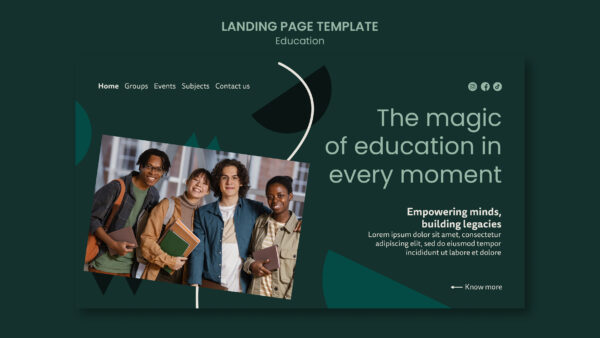 LANDING PAGE TEMPLATE
Education
Home Groups Events Subjects Contact us
The magic
of education in
every moment
Empowering minds,
building legacies
Lorem ipsum dolor sit amet, consectetur
adipiscing elit, sed do eiusmod tempor
incididunt ut labore et dolore
Know more